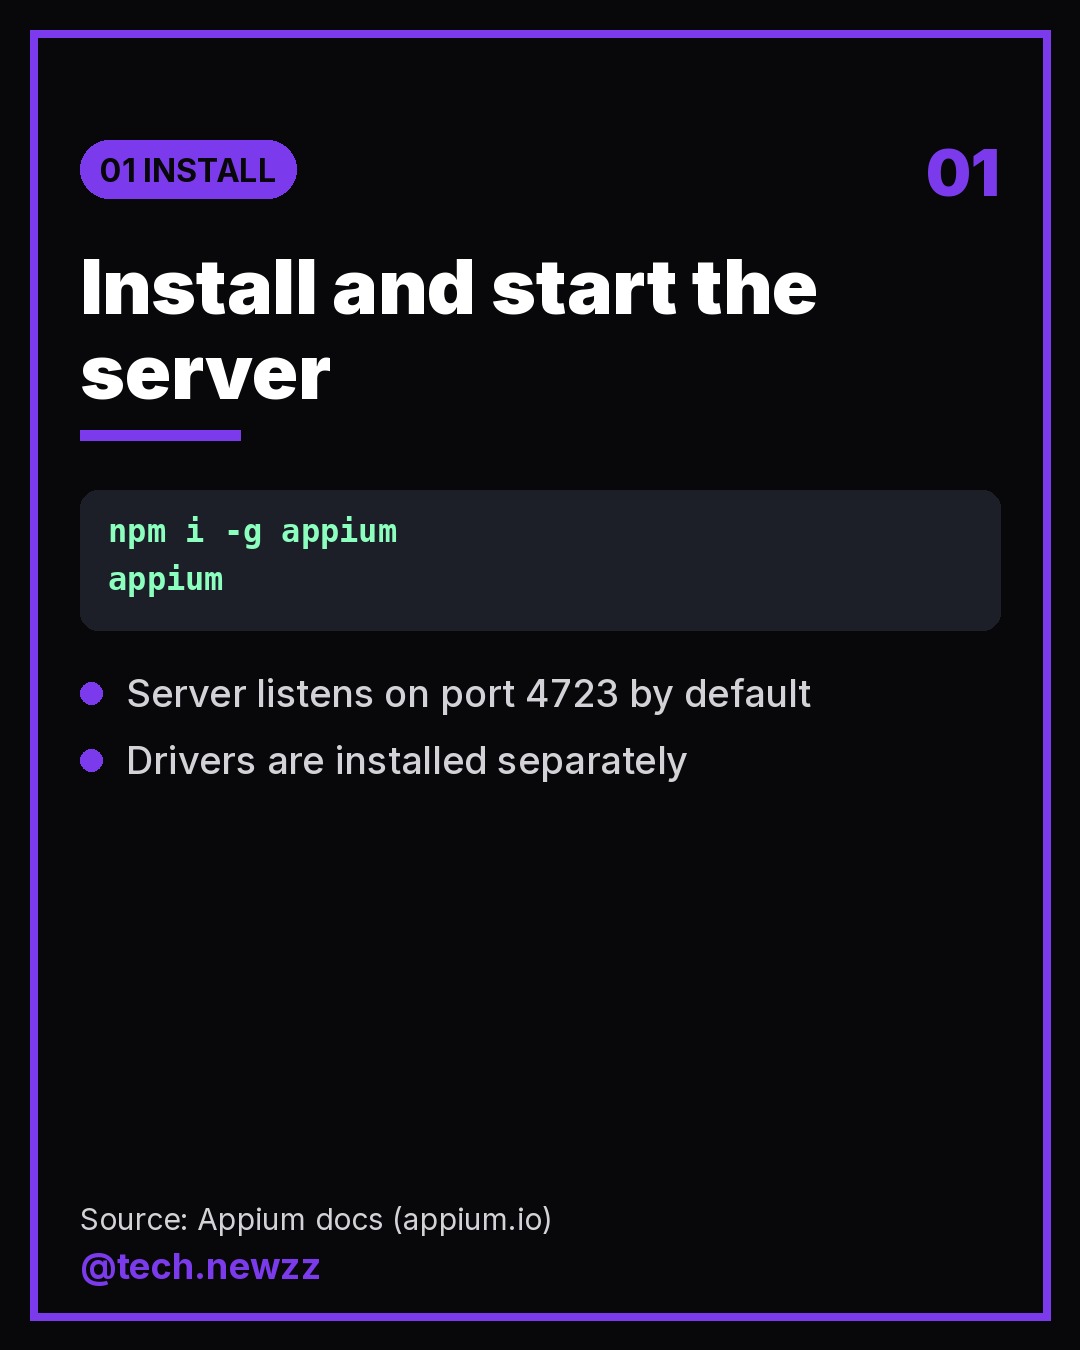 01 INSTALL
01
Install and start the
server
npm i -g appium
appium
Server listens on port 4723 by default
Drivers are installed separately
Source: Appium docs (appium.io)
@tech.newzz